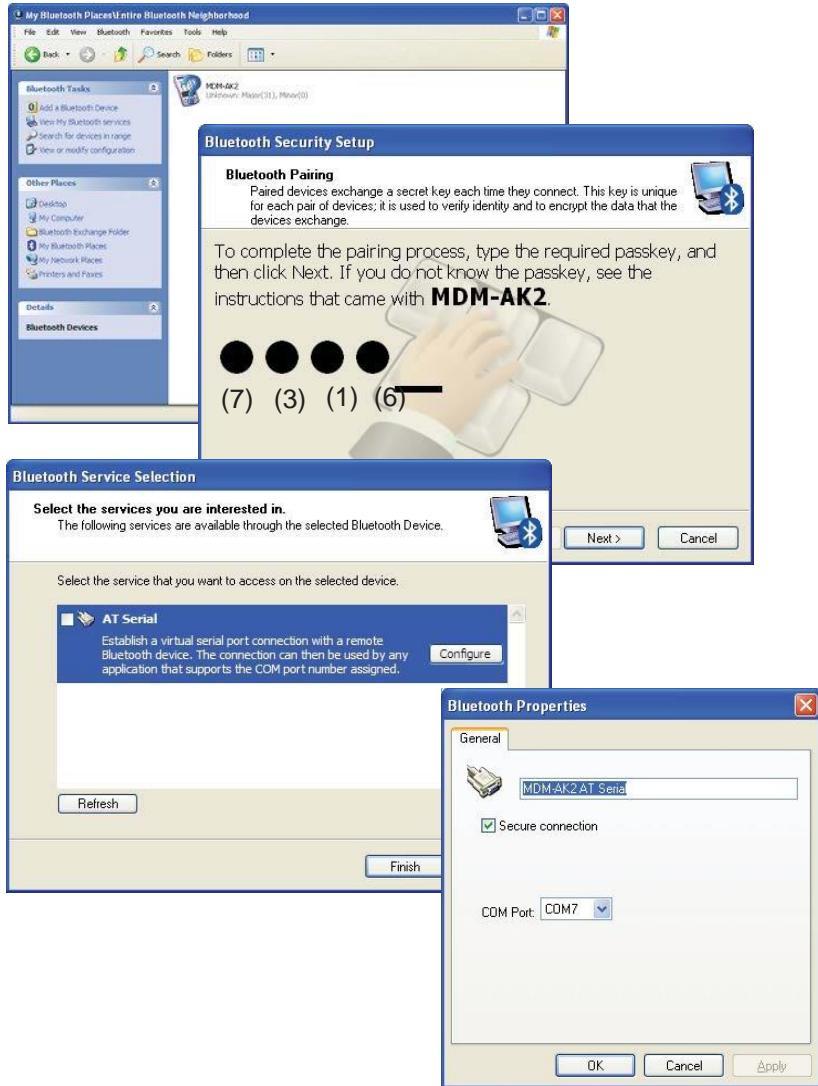 My Bluetooth Places\Entire Bluetooth Neighborhood
File Edit View Bluetooth Favorites Tools Help
Back Search Folders
Bluetooth Tasks
Add a Bluetooth Device
View My Bluetooth services
Search for devices in range
View or modify configuration
Other Places
Desktop
My Computer
Bluetooth Exchange Folder
My Bluetooth Places
My Network Places
Printers and Faxes
Details
Bluetooth Devices
MDM-AK2
Unknown: Major(31), Minor(0)
Bluetooth Security Setup
Bluetooth Pairing
Paired devices exchange a secret key each time they connect. This key is unique
for each pair of devices; it is used to verify identity and to encrypt the data that the
devices exchange.
To complete the pairing process, type the required passkey, and
then click Next. If you do not know the passkey, see the
instructions that came with MDM-AK2.
(7) (3) (1) (6)
Next > Cancel
Bluetooth Service Selection
Select the services you are interested in.
The following services are available through the selected Bluetooth Device.
Select the service that you want to access on the selected device.
AT Serial
Establish a virtual serial port connection with a remote
Bluetooth device. The connection can then be used by any
application that supports the COM port number assigned.
Configure
Refresh
Finish
Bluetooth Properties
General
MDM-AK2 AT Serial
Secure connection
COM Port: COM7
OK Cancel Apply